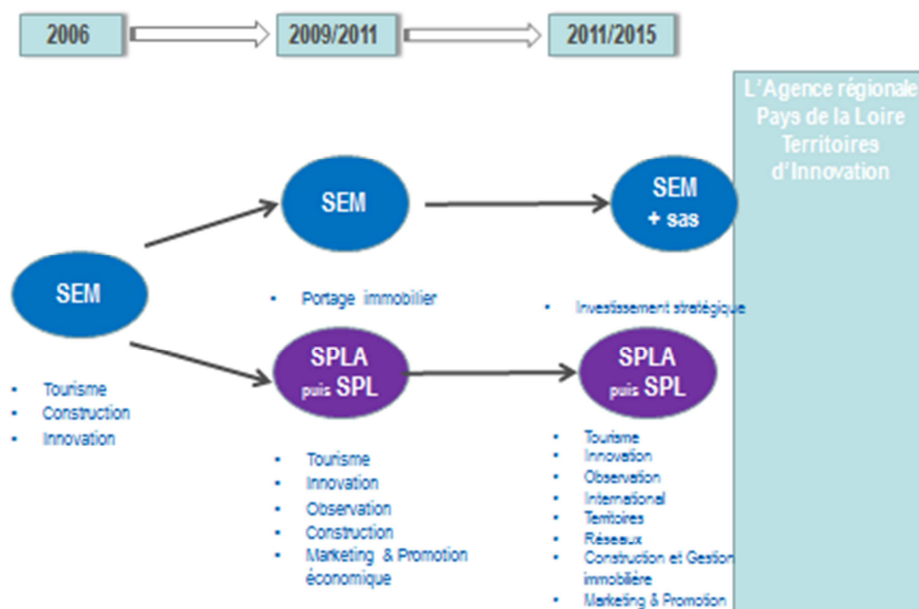 2006
2009/2011
2011/2015
L'Agence régionale
Pays de la Loire
Territoires
d'Innovation
SEM
SEM
SEM
+ sas
• Portage immobilier
• Investissement stratégique
SPLA
puis SPL
SPLA
puis SPL
• Tourisme
• Construction
• Innovation
• Tourisme
• Innovation
• Observation
• Construction
• Marketing & Promotion
économique
• Tourisme
• Innovation
• Observation
• International
• Territoires
• Réseaux
• Construction et Gestion
immobilière
• Marketing & Promotion